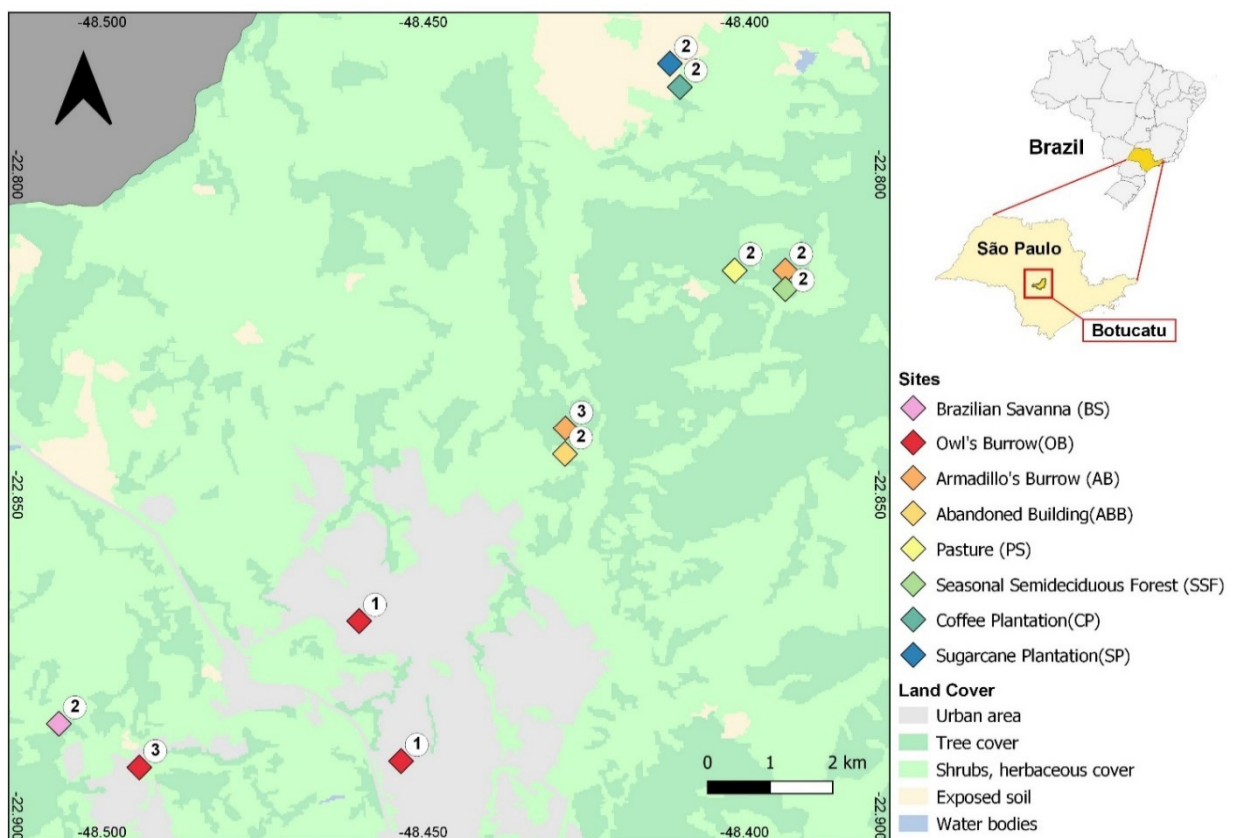 -48.500
-48.450
-48.400
2
2
-22.800
-22.800
2
2
2
3
2
-22.850
-22.850
1
2
3
1
0 1 2 km
-22.900
-22.900
-48.500
-48.450
-48.400
Brazil
São Paulo
Botucatu
Sites
Brazilian Savanna (BS)
Owl's Burrow(OB)
Armadillo's Burrow (AB)
Abandoned Building(ABB)
Pasture (PS)
Seasonal Semideciduous Forest (SSF)
Coffee Plantation(CP)
Sugarcane Plantation(SP)
Land Cover
Urban area
Tree cover
Shrubs, herbaceous cover
Exposed soil
Water bodies